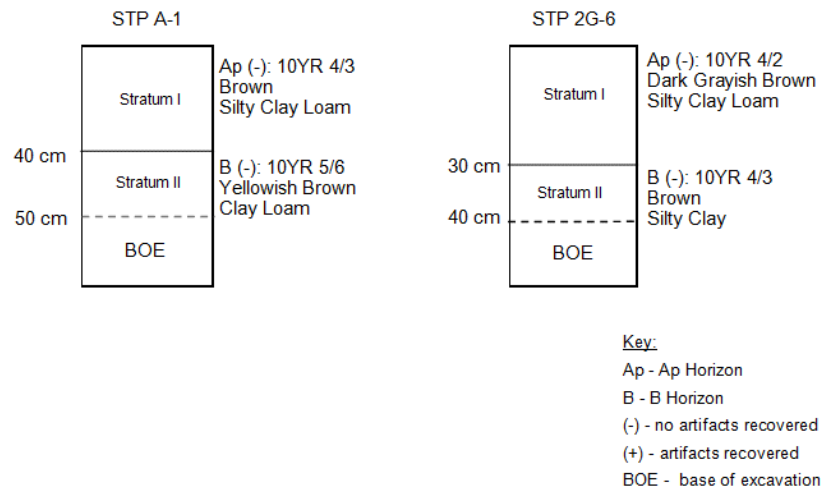 STP A-1
Stratum I
Ap (-): 10YR 4/3
Brown
Silty Clay Loam
40 cm
Stratum II
B (-): 10YR 5/6
Yellowish Brown
Clay Loam
50 cm
BOE
STP 2G-6
Stratum I
Ap (-): 10YR 4/2
Dark Grayish Brown
Silty Clay Loam
30 cm
Stratum II
B (-): 10YR 4/3
Brown
Silty Clay
40 cm
BOE
Key:
Ap - Ap Horizon
B - B Horizon
(-) - no artifacts recovered
(+) - artifacts recovered
BOE - base of excavation